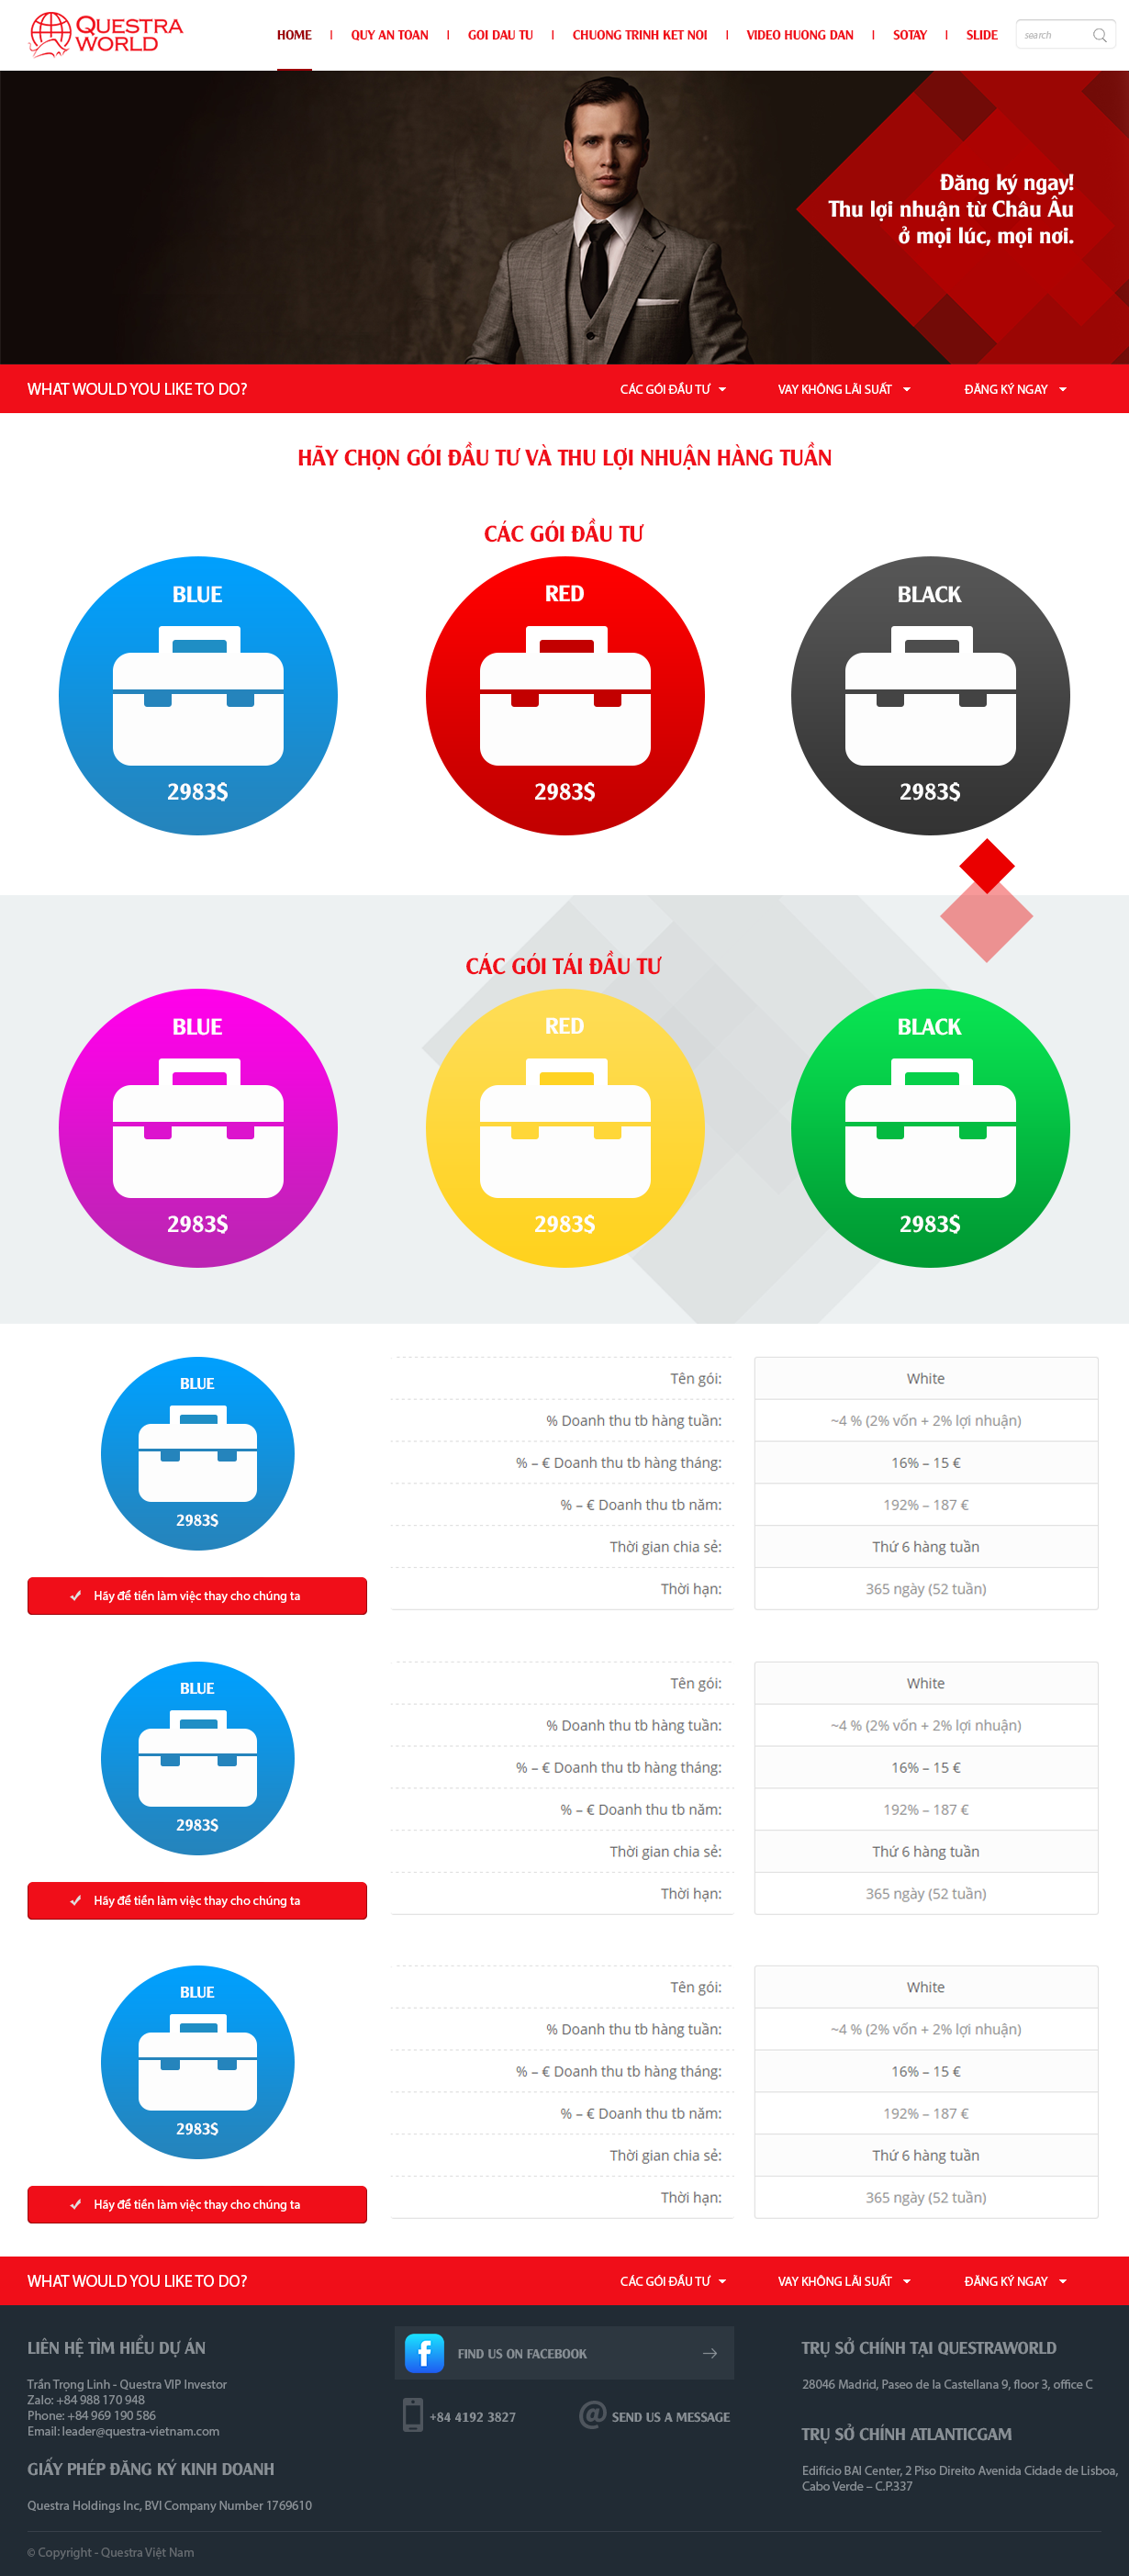 QUESTRA
WORLD
HOME | QUY AN TOAN | GOI DAU TU | CHUONG TRINH KET NOI | VIDEO HUONG DAN | SOTAY | SLIDE
search
Đăng ký ngay!
Thu lợi nhuận từ Châu Âu
ở mọi lúc, mọi nơi.
WHAT WOULD YOU LIKE TO DO?
CÁC GÓI ĐẦU TƯ
VAY KHÔNG LÃI SUẤT
ĐĂNG KÝ NGAY
HÃY CHỌN GÓI ĐẦU TƯ VÀ THU LỢI NHUẬN HÀNG TUẦN
CÁC GÓI ĐẦU TƯ
BLUE
2983$
RED
2983$
BLACK
2983$
CÁC GÓI TÁI ĐẦU TƯ
BLUE
2983$
RED
2983$
BLACK
2983$
BLUE
2983$
Hãy để tiền làm việc thay cho chúng ta
Tên gói: White
% Doanh thu tb hàng tuần: ~4 % (2% vốn + 2% lợi nhuận)
% – € Doanh thu tb hàng tháng: 16% – 15 €
% – € Doanh thu tb năm: 192% – 187 €
Thời gian chia sẻ: Thứ 6 hàng tuần
Thời hạn: 365 ngày (52 tuần)
BLUE
2983$
Hãy để tiền làm việc thay cho chúng ta
Tên gói: White
% Doanh thu tb hàng tuần: ~4 % (2% vốn + 2% lợi nhuận)
% – € Doanh thu tb hàng tháng: 16% – 15 €
% – € Doanh thu tb năm: 192% – 187 €
Thời gian chia sẻ: Thứ 6 hàng tuần
Thời hạn: 365 ngày (52 tuần)
BLUE
2983$
Hãy để tiền làm việc thay cho chúng ta
Tên gói: White
% Doanh thu tb hàng tuần: ~4 % (2% vốn + 2% lợi nhuận)
% – € Doanh thu tb hàng tháng: 16% – 15 €
% – € Doanh thu tb năm: 192% – 187 €
Thời gian chia sẻ: Thứ 6 hàng tuần
Thời hạn: 365 ngày (52 tuần)
WHAT WOULD YOU LIKE TO DO?
CÁC GÓI ĐẦU TƯ
VAY KHÔNG LÃI SUẤT
ĐĂNG KÝ NGAY
LIÊN HỆ TÌM HIỂU DỰ ÁN
Trần Trọng Linh - Questra VIP Investor
Zalo: +84 988 170 948
Phone: +84 969 190 586
Email: leader@questra-vietnam.com
GIẤY PHÉP ĐĂNG KÝ KINH DOANH
Questra Holdings Inc, BVI Company Number 1769610
f FIND US ON FACEBOOK →
+84 4192 3827
@ SEND US A MESSAGE
TRỤ SỞ CHÍNH TẠI QUESTRAWORLD
28046 Madrid, Paseo de la Castellana 9, floor 3, office C
TRỤ SỞ CHÍNH ATLANTICGAM
Edifício BAI Center, 2 Piso Direito Avenida Cidade de Lisboa,
Cabo Verde – C.P.337
© Copyright - Questra Việt Nam